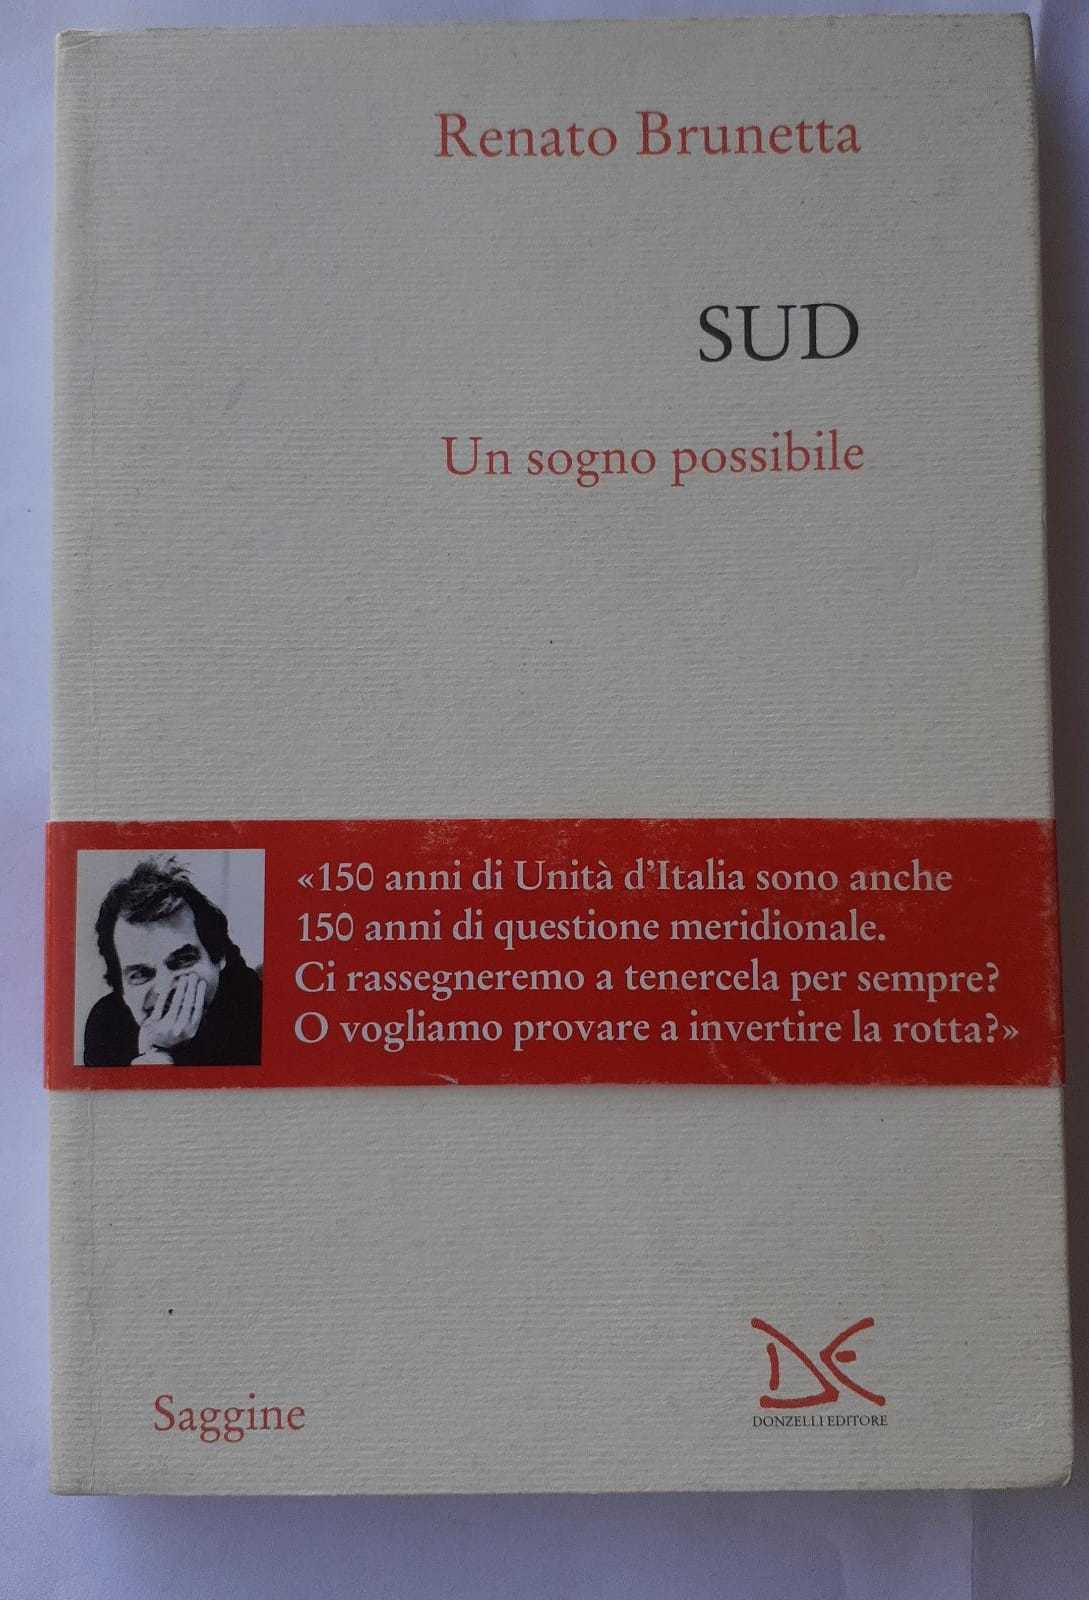 Renato Brunetta
SUD
Un sogno possibile
«150 anni di Unità d'Italia sono anche
150 anni di questione meridionale.
Ci rassegneremo a tenercela per sempre?
O vogliamo provare a invertire la rotta?»
Saggine
DE
DONZELLI EDITORE